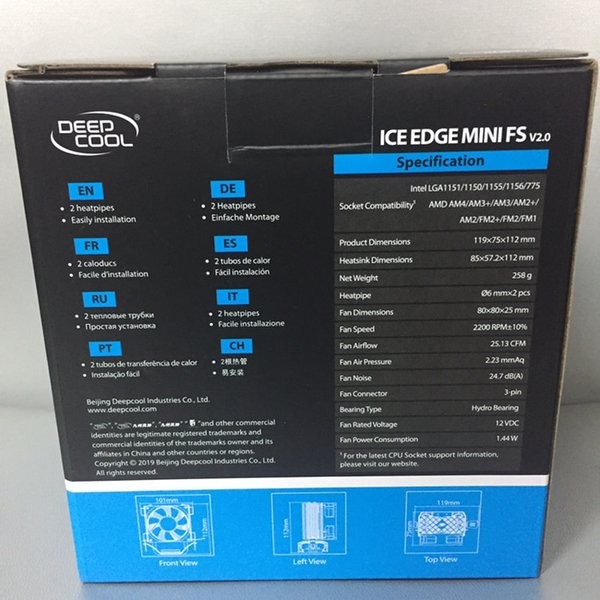 DEEP
COOL®
ICE EDGE MINI FS V2.0
EN
• 2 heatpipes
• Easily installation
DE
• 2 Heatpipes
• Einfache Montage
FR
• 2 caloducs
• Facile d'installation
ES
• 2 tubos de calor
• Fácil instalación
RU
• 2 тепловые трубки
• Простая установка
IT
• 2 heatpipes
• Facile installazione
PT
• 2 tubos de transferência de calor
• Instalação fácil
CH
• 2根热管
• 易安装
Beijing Deepcool Industries Co., Ltd.
www.deepcool.com
and other commercial
identities are legitimate registered trademarks and
commercial identities of the trademarks owner and its
affiliates in China and other countries or regions.
Copyright © 2019 Beijing Deepcool Industries Co., Ltd.
All rights reserved.
Specification
Socket Compatibility¹ Intel LGA1151/1150/1155/1156/775
AMD AM4/AM3+/AM3/AM2+/
AM2/FM2+/FM2/FM1
Product Dimensions 119×75×112 mm
Heatsink Dimensions 85×57.2×112 mm
Net Weight 258 g
Heatpipe Ø6 mm×2 pcs
Fan Dimensions 80×80×25 mm
Fan Speed 2200 RPM±10%
Fan Airflow 25.13 CFM
Fan Air Pressure 2.23 mmAq
Fan Noise 24.7 dB(A)
Fan Connector 3-pin
Bearing Type Hydro Bearing
Fan Rated Voltage 12 VDC
Fan Power Consumption 1.44 W
¹ For the latest CPU Socket support information,
please visit our website.
101mm
112mm
Front View
112mm
Left View
119mm
75mm
Top View